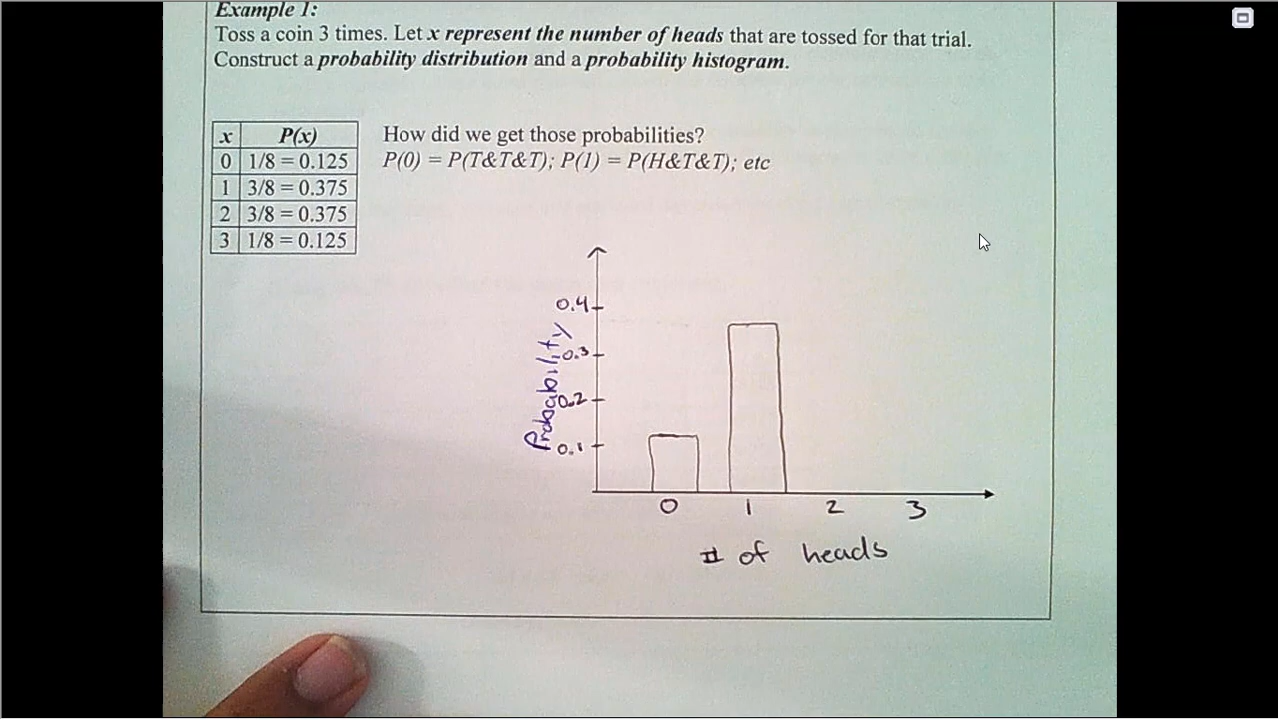 Example 1:
Toss a coin 3 times. Let x represent the number of heads that are tossed for that trial.
Construct a probability distribution and a probability histogram.
x P(x)
0 1/8 = 0.125
1 3/8 = 0.375
2 3/8 = 0.375
3 1/8 = 0.125
How did we get those probabilities?
P(0) = P(T&T&T); P(1) = P(H&T&T); etc
Probability
0.4
0.3
0.2
0.1
0 1 2 3
# of heads